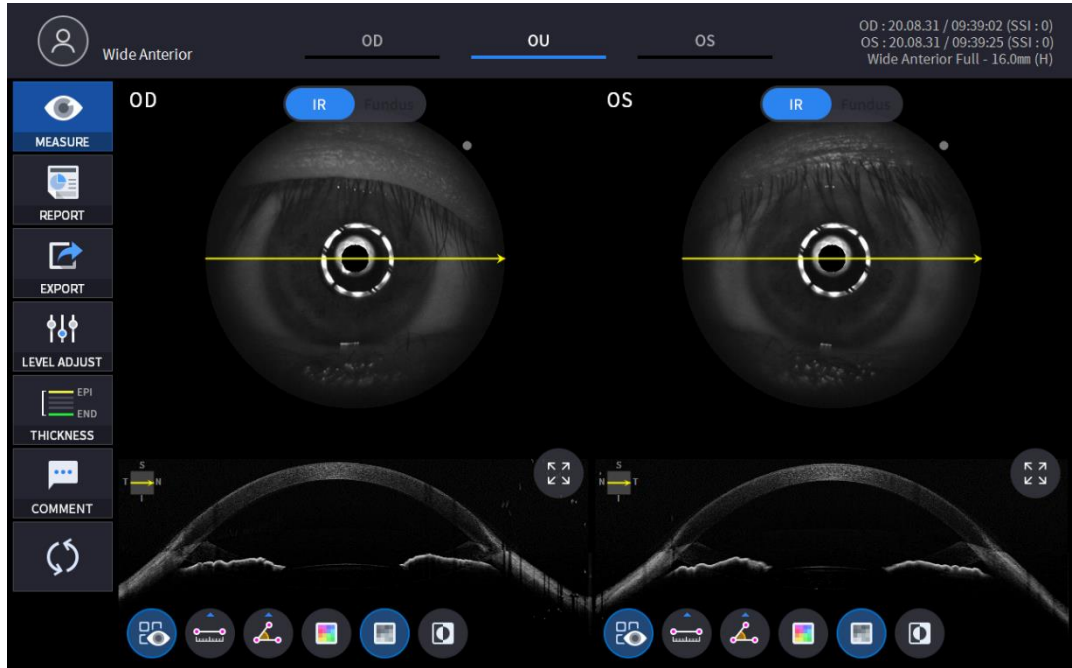 Wide Anterior
OD
OU
OS
OD : 20.08.31 / 09:39:02 (SSI : 0)
OS : 20.08.31 / 09:39:25 (SSI : 0)
Wide Anterior Full - 16.0mm (H)
MEASURE
REPORT
EXPORT
LEVEL ADJUST
EPI
END
THICKNESS
COMMENT
OD
IR Fundus
OS
IR Fundus
S
T N
I
S
N T
I